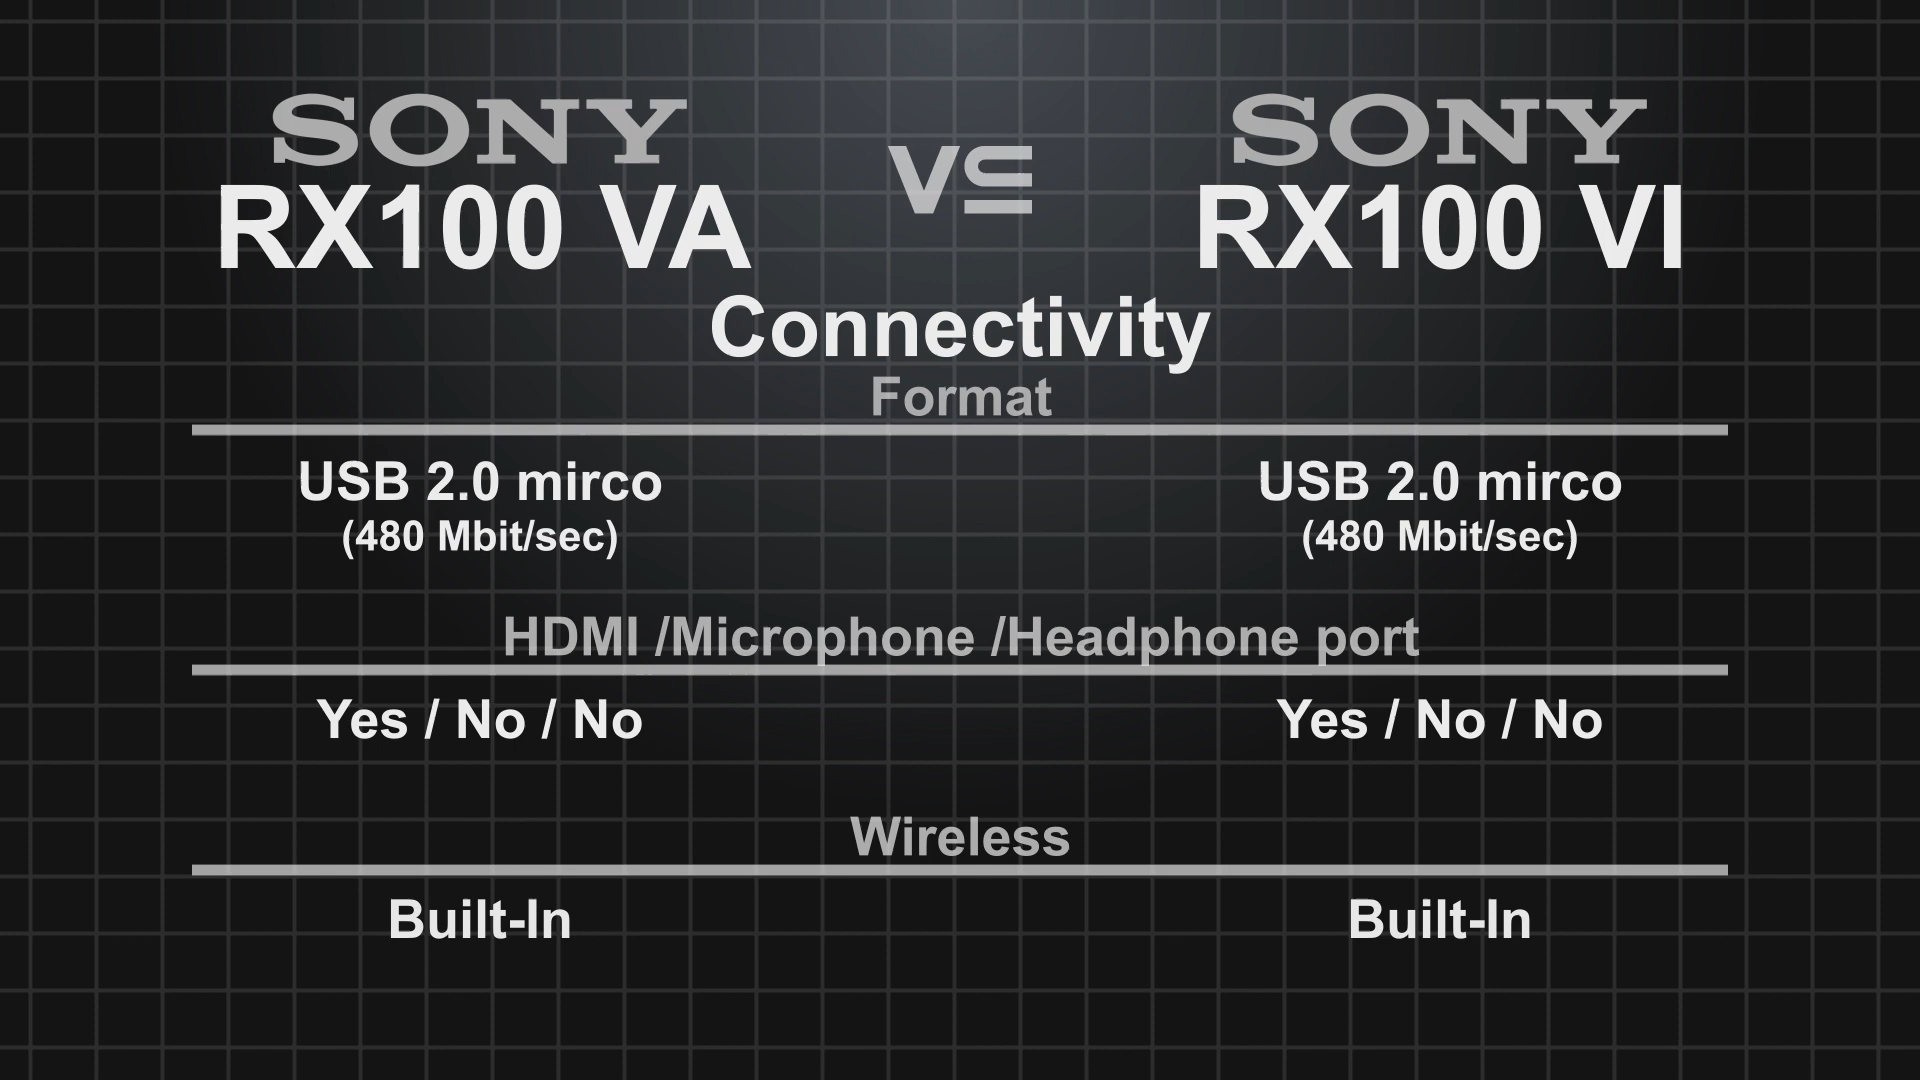 SONY SONY
RX100 VA VS RX100 VI
Connectivity
Format
USB 2.0 mirco USB 2.0 mirco
(480 Mbit/sec) (480 Mbit/sec)
HDMI /Microphone /Headphone port
Yes / No / No Yes / No / No
Wireless
Built-In Built-In